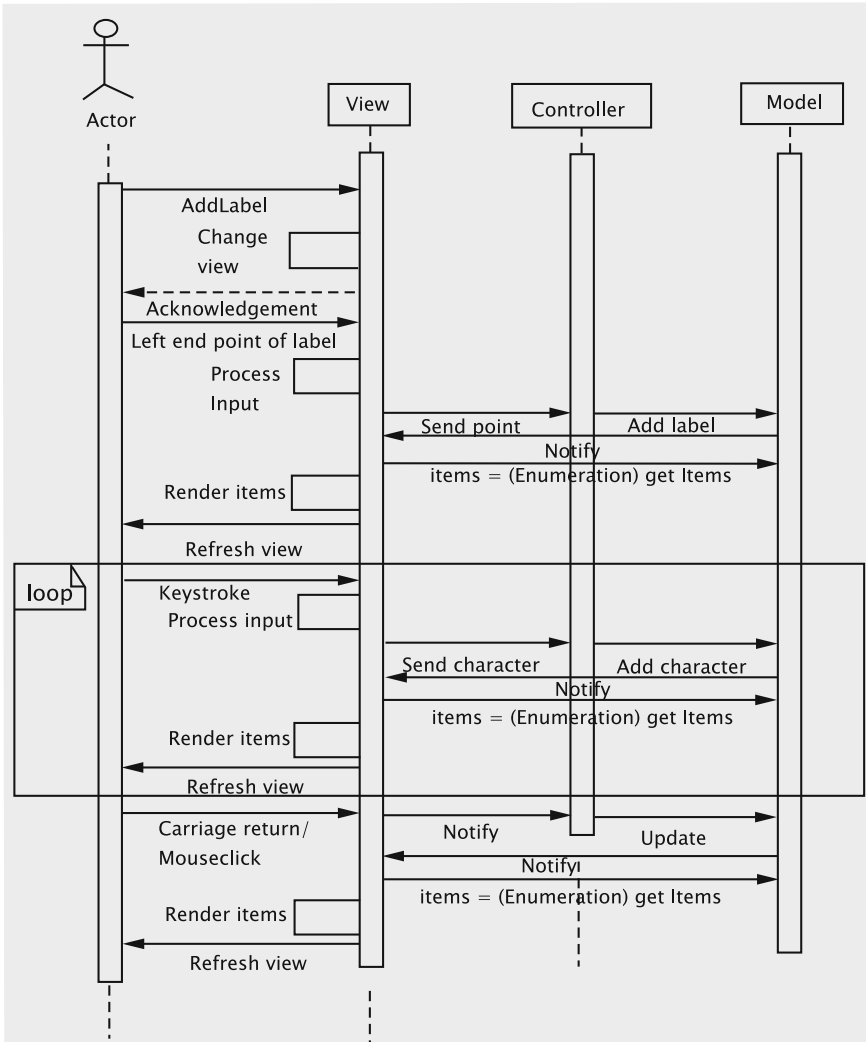 Actor
View
Controller
Model
AddLabel
Change
view
Acknowledgement
Left end point of label
Process
Input
Send point
Add label
Notify
items = (Enumeration) get Items
Render items
Refresh view
loop
Keystroke
Process input
Send character
Add character
Notify
items = (Enumeration) get Items
Render items
Refresh view
Carriage return/
Mouseclick
Notify
Update
Notify
items = (Enumeration) get Items
Render items
Refresh view